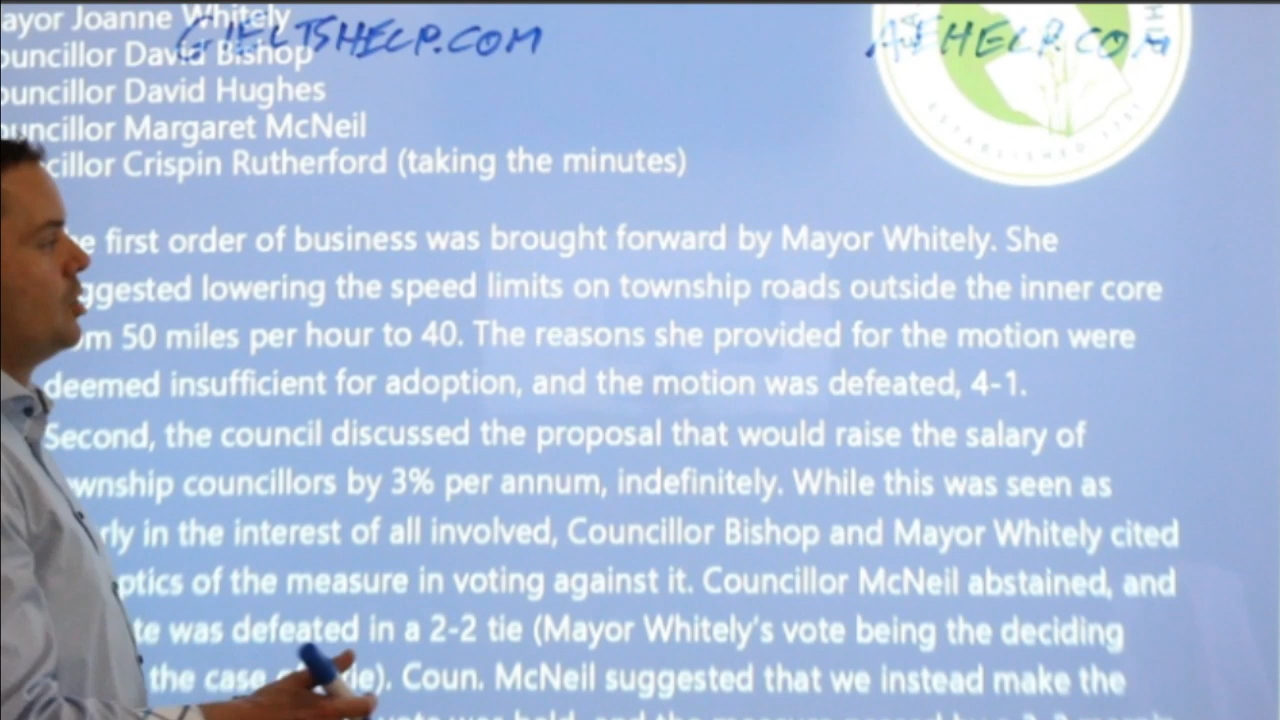 ayor Joanne Whitely
GIELTSHELP.COM
AEHELP.COM
ouncillor David Bishop
ouncillor David Hughes
ouncillor Margaret McNeil
cillor Crispin Rutherford (taking the minutes)
ESTABLISHED
e first order of business was brought forward by Mayor Whitely. She
ggested lowering the speed limits on township roads outside the inner core
om 50 miles per hour to 40. The reasons she provided for the motion were
deemed insufficient for adoption, and the motion was defeated, 4-1.
Second, the council discussed the proposal that would raise the salary of
wnship councillors by 3% per annum, indefinitely. While this was seen as
rly in the interest of all involved, Councillor Bishop and Mayor Whitely cited
ptics of the measure in voting against it. Councillor McNeil abstained, and
te was defeated in a 2-2 tie (Mayor Whitely's vote being the deciding
the case ie). Coun. McNeil suggested that we instead make the